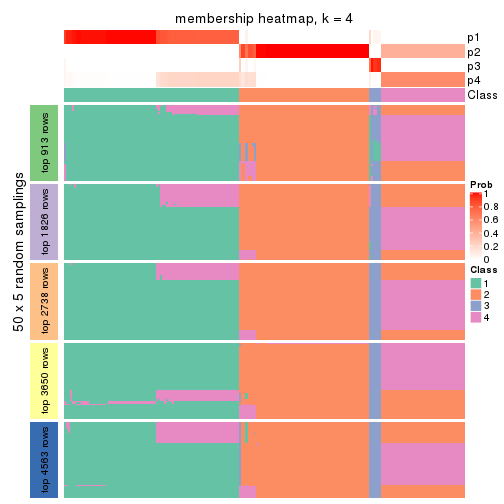 membership heatmap, k = 4
p1
p2
p3
p4
Class
50 x 5 random samplings
top 913 rows
top 1826 rows
top 2738 rows
top 3650 rows
top 4563 rows
Prob
1
0.8
0.6
0.4
0.2
0
Class
1
2
3
4